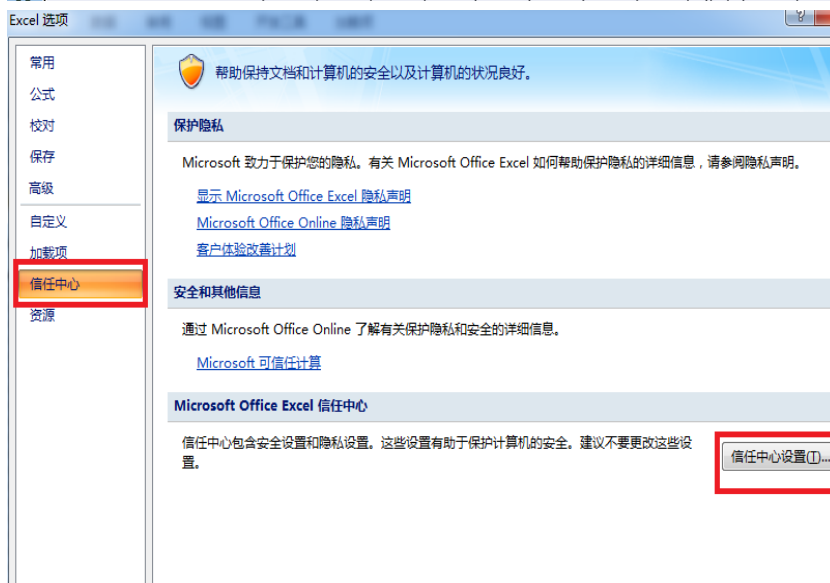 Excel 选项
常用
公式
校对
保存
高级
自定义
加载项
信任中心
资源
帮助保持文档和计算机的安全以及计算机的状况良好。
保护隐私
Microsoft 致力于保护您的隐私。有关 Microsoft Office Excel 如何帮助保护隐私的详细信息，请参阅隐私声明。
显示 Microsoft Office Excel 隐私声明
Microsoft Office Online 隐私声明
客户体验改善计划
安全和其他信息
通过 Microsoft Office Online 了解有关保护隐私和安全的详细信息。
Microsoft 可信任计算
Microsoft Office Excel 信任中心
信任中心包含安全设置和隐私设置。这些设置有助于保护计算机的安全。建议不要更改这些设
置。
信任中心设置(T)...